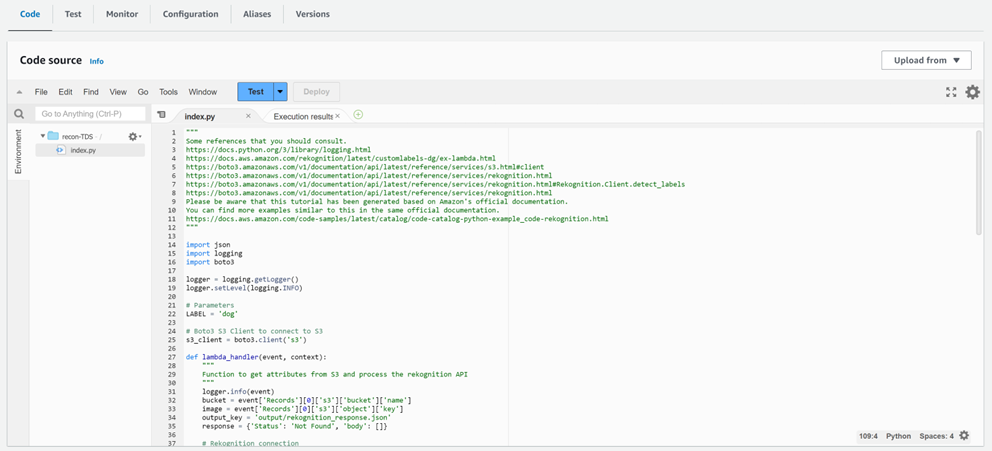 Code Test Monitor Configuration Aliases Versions
Code source Info Upload from
File Edit Find View Go Tools Window Test Deploy
Go to Anything (Ctrl-P) index.py Execution results
Environment
recon-TDS - /
index.py
1 """
2 Some references that you should consult.
3 https://docs.python.org/3/library/logging.html
4 https://docs.aws.amazon.com/rekognition/latest/customlabels-dg/ex-lambda.html
5 https://boto3.amazonaws.com/v1/documentation/api/latest/reference/services/s3.html#client
6 https://boto3.amazonaws.com/v1/documentation/api/latest/reference/services/rekognition.html
7 https://boto3.amazonaws.com/v1/documentation/api/latest/reference/services/rekognition.html#Rekognition.Client.detect_labels
8 https://boto3.amazonaws.com/v1/documentation/api/latest/reference/services/rekognition.html
9 Please be aware that this tutorial has been generated based on Amazon's official documentation.
10 You can find more examples similar to this in the same official documentation.
11 https://docs.aws.amazon.com/code-samples/latest/catalog/code-catalog-python-example_code-rekognition.html
12 """
13
14 import json
15 import logging
16 import boto3
17
18 logger = logging.getLogger()
19 logger.setLevel(logging.INFO)
20
21 # Parameters
22 LABEL = 'dog'
23
24 # Boto3 S3 Client to connect to S3
25 s3_client = boto3.client('s3')
26
27 def lambda_handler(event, context):
28 """
29 Function to get attributes from S3 and process the rekognition API
30 """
31 logger.info(event)
32 bucket = event['Records'][0]['s3']['bucket']['name']
33 image = event['Records'][0]['s3']['object']['key']
34 output_key = 'output/rekognition_response.json'
35 response = {'Status': 'Not Found', 'body': []}
36
37 # Rekognition connection
109:4 Python Spaces: 4